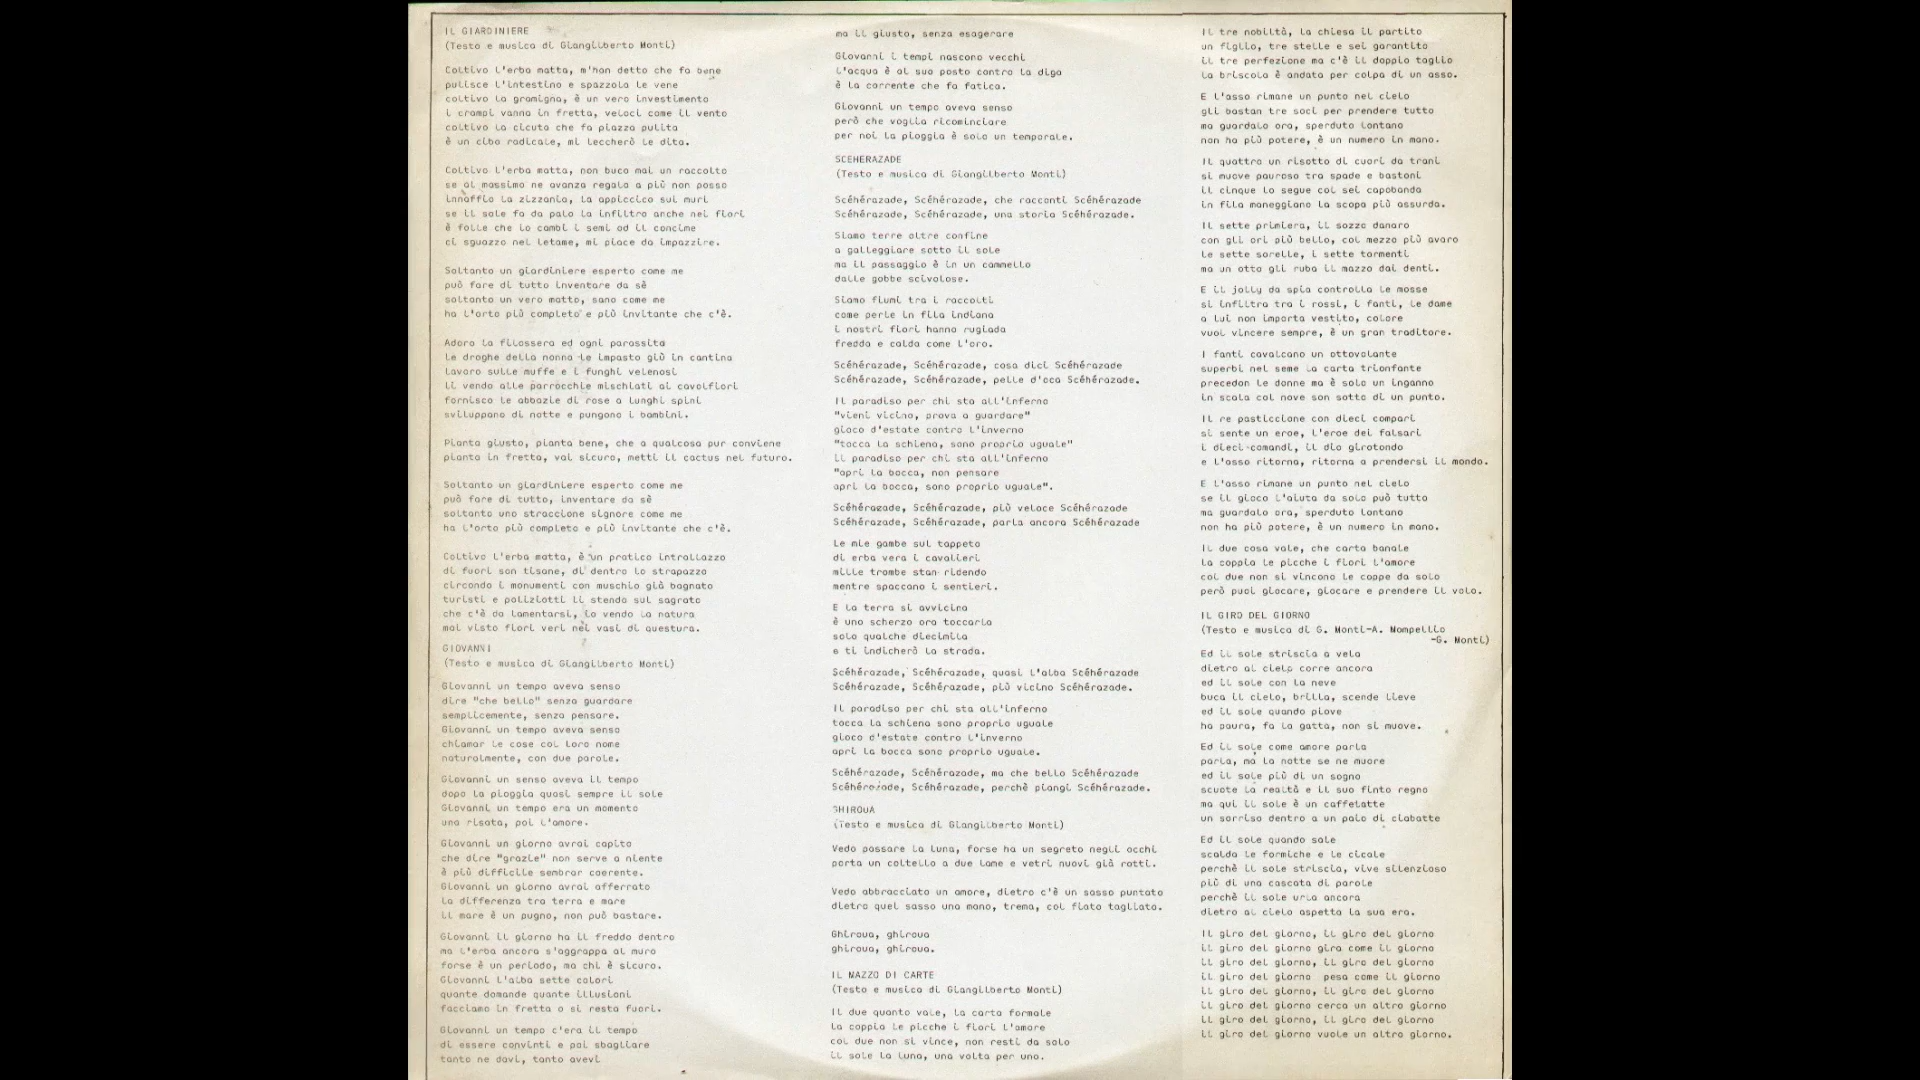 IL GIARDINIERE
(Testo e musica di Giangilberto Monti)
Coltivo l'erba matta, m'han detto che fa bene
pulisce l'intestino e spazzola le vene
coltivo la gramigna, è un vero investimento
i crampi vanno in fretta, veloci come il vento
coltivo la cicuta che fa piazza pulita
è un cibo radicale, mi leccherò le dita.
Coltivo l'erba matta, non buco mai un raccolto
se al massimo ne avanza regalo a più non posso
innaffio la zizzania, la appiccico sui muri
se il sole fa da palo la infiltro anche nei fiori
è folle che io cambi i semi od il concime
ci sguazzo nel letame, mi piace da impazzire.
Soltanto un giardiniere esperto come me
può fare di tutto inventare da sè
soltanto un vero matto, sano come me
ha l'orto più completo e più invitante che c'è.
Adoro la filossera ed ogni parassita
le droghe della nonna le impasto giù in cantina
lavoro sulle muffe e i funghi velenosi
li vendo alle parrocchie mischiati ai cavolfiori
fornisco le abbazie di rose a lunghi spini
sviluppano di notte e pungono i bambini.
Pianta giusto, pianta bene, che a qualcosa pur conviene
pianta in fretta, vai sicuro, metti il cactus nel futuro.
Soltanto un giardiniere esperto come me
può fare di tutto, inventare da sè
soltanto uno straccione signore come me
ha l'orto più completo e più invitante che c'è.
Coltivo l'erba matta, è un pratico intrallazzo
di fuori son tisane, di dentro lo strapazzo
circondo i monumenti con muschio già bagnato
turisti e poliziotti li stendo sul sagrato
che c'è da lamentarsi, io vendo la natura
mai visto fiori veri nei vasi di questura.
GIOVANNI
(Testo e musica di Giangilberto Monti)
Giovanni un tempo aveva senso
dire "che bello" senza guardare
semplicemente, senza pensare.
Giovanni un tempo aveva senso
chiamar le cose col loro nome
naturalmente, con due parole.
Giovanni un senso aveva il tempo
dopo la pioggia quasi sempre il sole
Giovanni un tempo era un momento
una risata, poi l'amore.
Giovanni un giorno avrai capito
che dire "grazie" non serve a niente
è più difficile sembrar coerente.
Giovanni un giorno avrai afferrato
la differenza tra terra e mare
il mare è un pugno, non può bastare.
Giovanni il giorno ha il freddo dentro
ma l'erba ancora s'aggrappa al muro
forse è un periodo, ma chi è sicuro.
Giovanni l'alba sette colori
quante domande quante illusioni
facciamo in fretta o si resta fuori.
Giovanni un tempo c'era il tempo
di essere convinti e poi sbagliare
tanto ne davi, tanto avevi
ma il giusto, senza esagerare
Giovanni i tempi nascono vecchi
l'acqua è al suo posto contro la diga
è la corrente che fa fatica.
Giovanni un tempo aveva senso
però che voglia ricominciare
per noi la pioggia è solo un temporale.
SCEHERAZADE
(Testo e musica di Giangilberto Monti)
Scéhérazade, Scéhérazade, che racconti Scéhérazade
Scéhérazade, Scéhérazade, una storia Scéhérazade.
Siamo terre oltre confine
a galleggiare sotto il sole
ma il passaggio è in un cammello
dalle gobbe scivolose.
Siamo fiumi tra i raccolti
come perle in fila indiana
i nostri fiori hanno rugiada
fredda e calda come l'oro.
Scéhérazade, Scéhérazade, cosa dici Scéhérazade
Scéhérazade, Scéhérazade, pelle d'oca Scéhérazade.
Il paradiso per chi sta all'inferno
"vieni vicino, prova a guardare"
gioco d'estate contro l'inverno
"tocca la schiena, sono proprio uguale"
il paradiso per chi sta all'inferno
"apri la bocca, non pensare
apri la bocca, sono proprio uguale".
Scéhérazade, Scéhérazade, più veloce Scéhérazade
Scéhérazade, Scéhérazade, parla ancora Scéhérazade
Le mie gambe sul tappeto
di erba vera i cavalieri
mille trombe stan ridendo
mentre spaccano i sentieri.
E la terra si avvicina
è uno scherzo ora toccarla
solo qualche diecimila
e ti indicherò la strada.
Scéhérazade, Scéhérazade, quasi l'alba Scéhérazade
Scéhérazade, Scéhérazade, più vicino Scéhérazade.
Il paradiso per chi sta all'inferno
tocca la schiena sono proprio uguale
gioco d'estate contro l'inverno
apri la bocca sono proprio uguale.
Scéhérazade, Scéhérazade, ma che bello Scéhérazade
Scéhérazade, Scéhérazade, perchè piangi Scéhérazade.
GHIROUA
(Testo e musica di Giangilberto Monti)
Vedo passare la luna, forse ha un segreto negli occhi
porta un coltello a due lame e vetri nuovi già rotti.
Vedo abbracciato un amore, dietro c'è un sasso puntato
dietro quel sasso una mano, trema, col fiato tagliato.
Ghiroua, ghiroua
ghiroua, ghiroua.
IL MAZZO DI CARTE
(Testo e musica di Giangilberto Monti)
Il due quanto vale, la carta formale
la coppia le picche i fiori l'amore
col due non si vince, non resti da solo
il sole la luna, una volta per uno.
Il tre nobiltà, la chiesa il partito
un figlio, tre stelle e sei garantito
il tre perfezione ma c'è il doppio taglio
la briscola è andata per colpa di un asso.
E l'asso rimane un punto nel cielo
gli bastan tre soci per prendere tutto
ma guardalo ora, sperduto lontano
non ha più potere, è un numero in mano.
Il quattro un risotto di cuori da trani
si muove pauroso tra spade e bastoni
il cinque lo segue col sei capobanda
in fila maneggiano la scopa più assurda.
Il sette primiera, il sozzo danaro
con gli ori più bello, col mezzo più avaro
le sette sorelle, i sette tormenti
ma un otto gli ruba il mazzo dai denti.
E il jolly da spia controlla le mosse
si infiltra tra i rossi, i fanti, le dame
a lui non importa vestito, colore
vuol vincere sempre, è un gran traditore.
I fanti cavalcano un ottovolante
superbi nel seme la carta trionfante
precedon le donne ma è solo un inganno
in scala col nove son sotto di un punto.
Il re pasticcione con dieci compari
si sente un eroe, l'eroe dei falsari
i dieci comandi, il dio girotondo
e l'asso ritorna, ritorna a prendersi il mondo.
E l'asso rimane un punto nel cielo
se il gioco l'aiuta da solo può tutto
ma guardalo ora, sperduto lontano
non ha più potere, è un numero in mano.
Il due cosa vale, che carta banale
la coppia le picche i fiori l'amore
col due non si vincono le coppe da solo
però puoi giocare, giocare e prendere il volo.
IL GIRO DEL GIORNO
(Testo e musica di G. Monti-A. Mompellio
-G. Monti)
Ed il sole striscia a vela
dietro al cielo corre ancora
ed il sole con la neve
buca il cielo, brilla, scende lieve
ed il sole quando piove
ha paura, fa la gatta, non si muove.
Ed il sole come amore parla
parla, ma la notte se ne muore
ed il sole più di un sogno
scuote la realtà e il suo finto regno
ma qui il sole è un caffelatte
un sorriso dentro a un paio di ciabatte
Ed il sole quando sale
scalda le formiche e le cicale
perchè il sole striscia, vive silenzioso
più di una cascata di parole
perchè il sole urla ancora
dietro al cielo aspetta la sua era.
Il giro del giorno, il giro del giorno
il giro del giorno gira come il giorno
il giro del giorno, il giro del giorno
il giro del giorno pesa come il giorno
il giro del giorno, il giro del giorno
il giro del giorno cerca un altro giorno
il giro del giorno, il giro del giorno
il giro del giorno vuole un altro giorno.